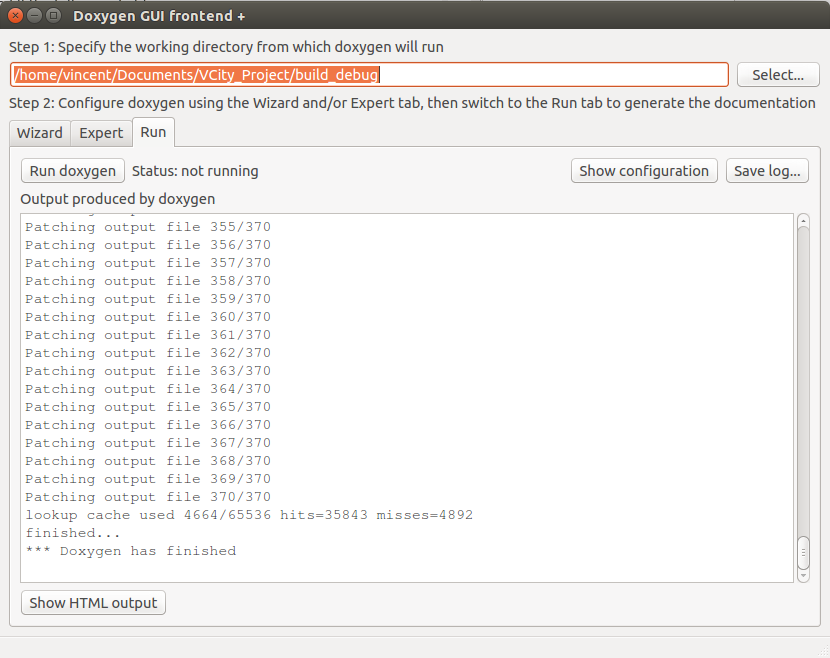 Doxygen GUI frontend +
Step 1: Specify the working directory from which doxygen will run
/home/vincent/Documents/VCity_Project/build_debug
Select...
Step 2: Configure doxygen using the Wizard and/or Expert tab, then switch to the Run tab to generate the documentation
Wizard Expert Run
Run doxygen Status: not running Show configuration Save log...
Output produced by doxygen
Patching output file 355/370
Patching output file 356/370
Patching output file 357/370
Patching output file 358/370
Patching output file 359/370
Patching output file 360/370
Patching output file 361/370
Patching output file 362/370
Patching output file 363/370
Patching output file 364/370
Patching output file 365/370
Patching output file 366/370
Patching output file 367/370
Patching output file 368/370
Patching output file 369/370
Patching output file 370/370
lookup cache used 4664/65536 hits=35843 misses=4892
finished...
*** Doxygen has finished
Show HTML output